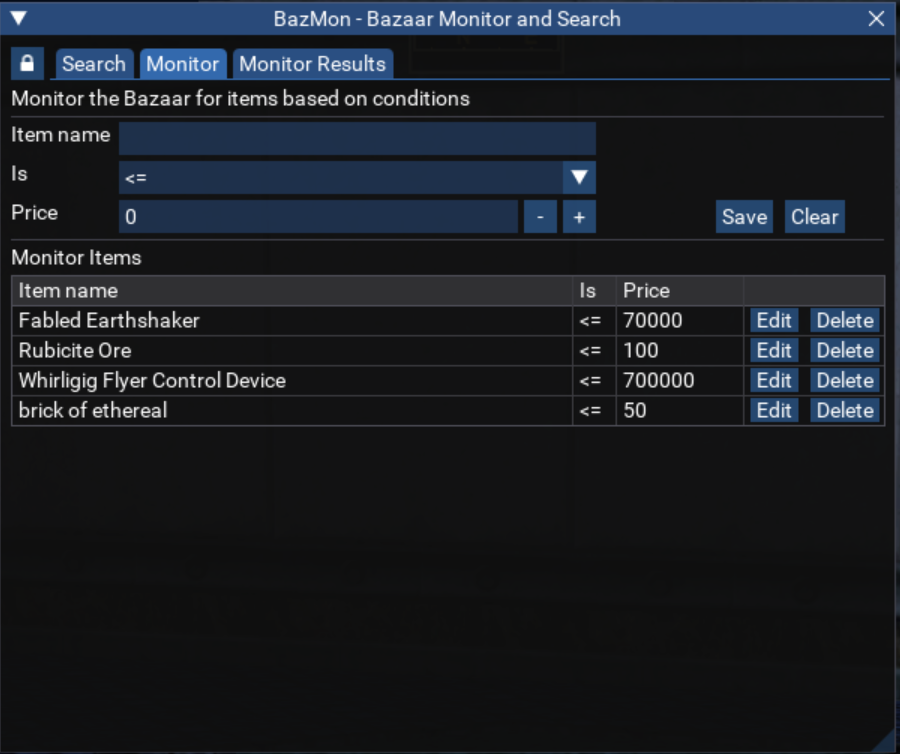 BazMon - Bazaar Monitor and Search
Search Monitor Monitor Results
Monitor the Bazaar for items based on conditions
Item name
Is <=
Price 0 - + Save Clear
Monitor Items
Item name Is Price
Fabled Earthshaker <= 70000 Edit Delete
Rubicite Ore <= 100 Edit Delete
Whirligig Flyer Control Device <= 700000 Edit Delete
brick of ethereal <= 50 Edit Delete